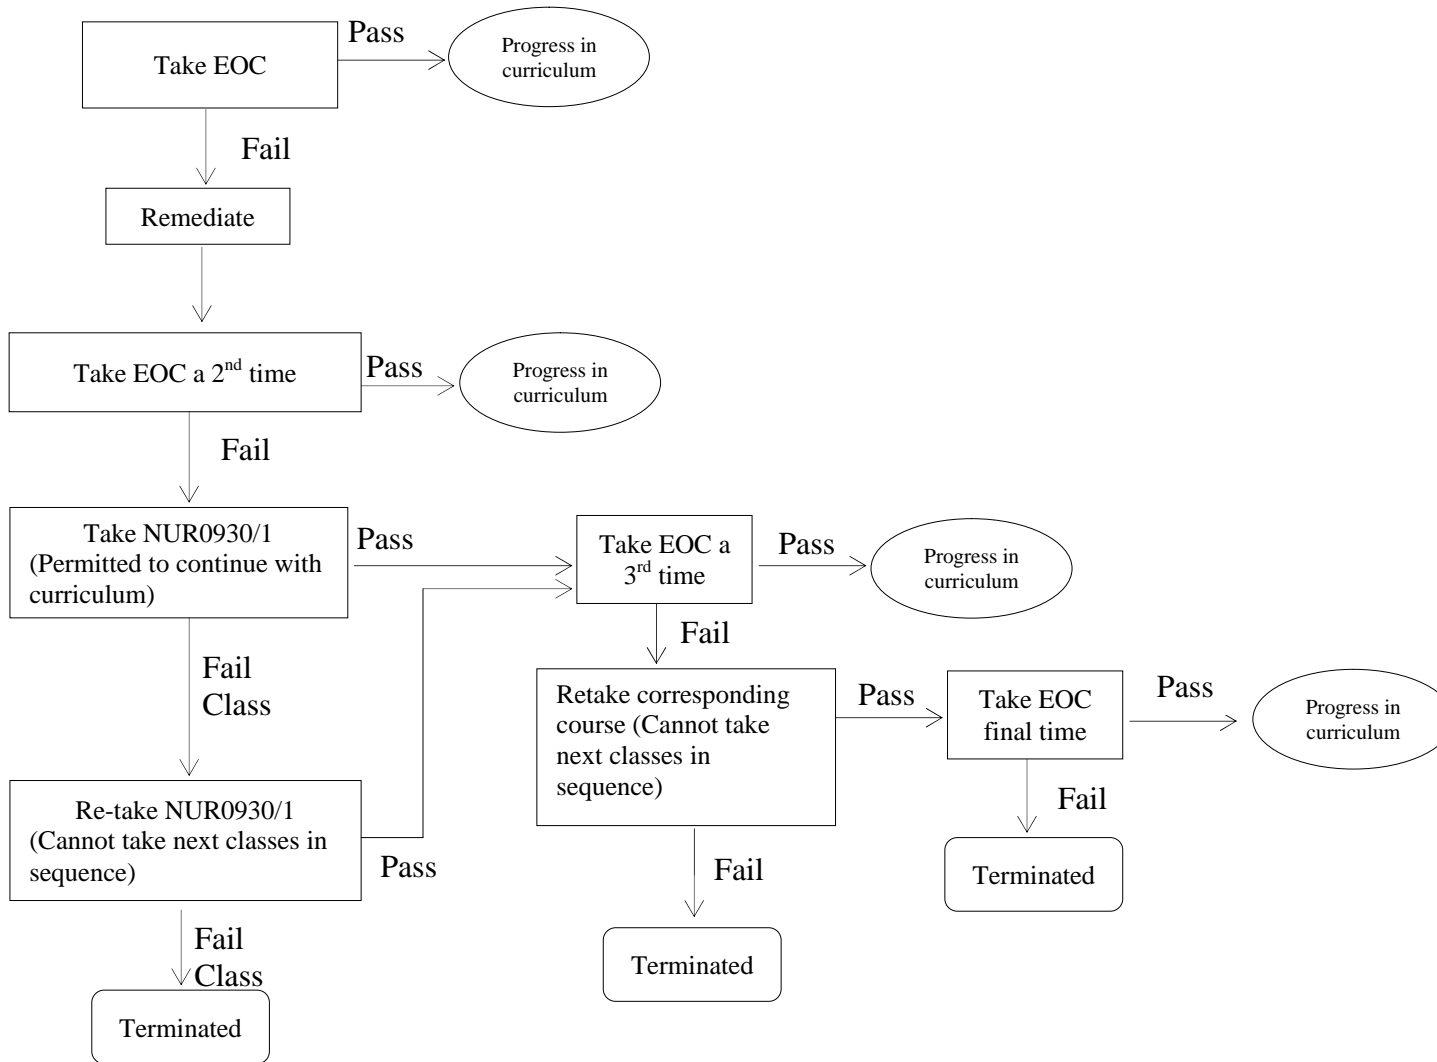 Take EOC
Pass
Progress in
curriculum
Fail
Remediate
Take EOC a 2nd time
Pass
Progress in
curriculum
Fail
Take NUR0930/1
(Permitted to continue with
curriculum)
Pass
Take EOC a
3rd time
Pass
Progress in
curriculum
Fail
Fail
Class
Retake corresponding
course (Cannot take
next classes in
sequence)
Pass
Take EOC
final time
Pass
Progress in
curriculum
Fail
Terminated
Re-take NUR0930/1
(Cannot take next classes in
sequence)
Pass
Fail
Terminated
Fail
Class
Terminated